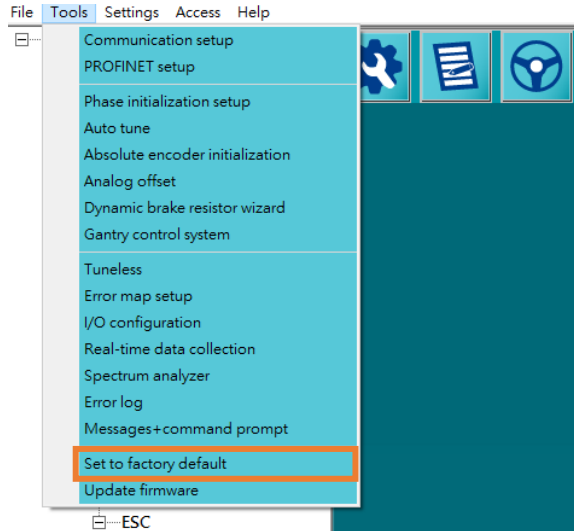 File Tools Settings Access Help
Communication setup
PROFINET setup
Phase initialization setup
Auto tune
Absolute encoder initialization
Analog offset
Dynamic brake resistor wizard
Gantry control system
Tuneless
Error map setup
I/O configuration
Real-time data collection
Spectrum analyzer
Error log
Messages+command prompt
Set to factory default
Update firmware
ESC